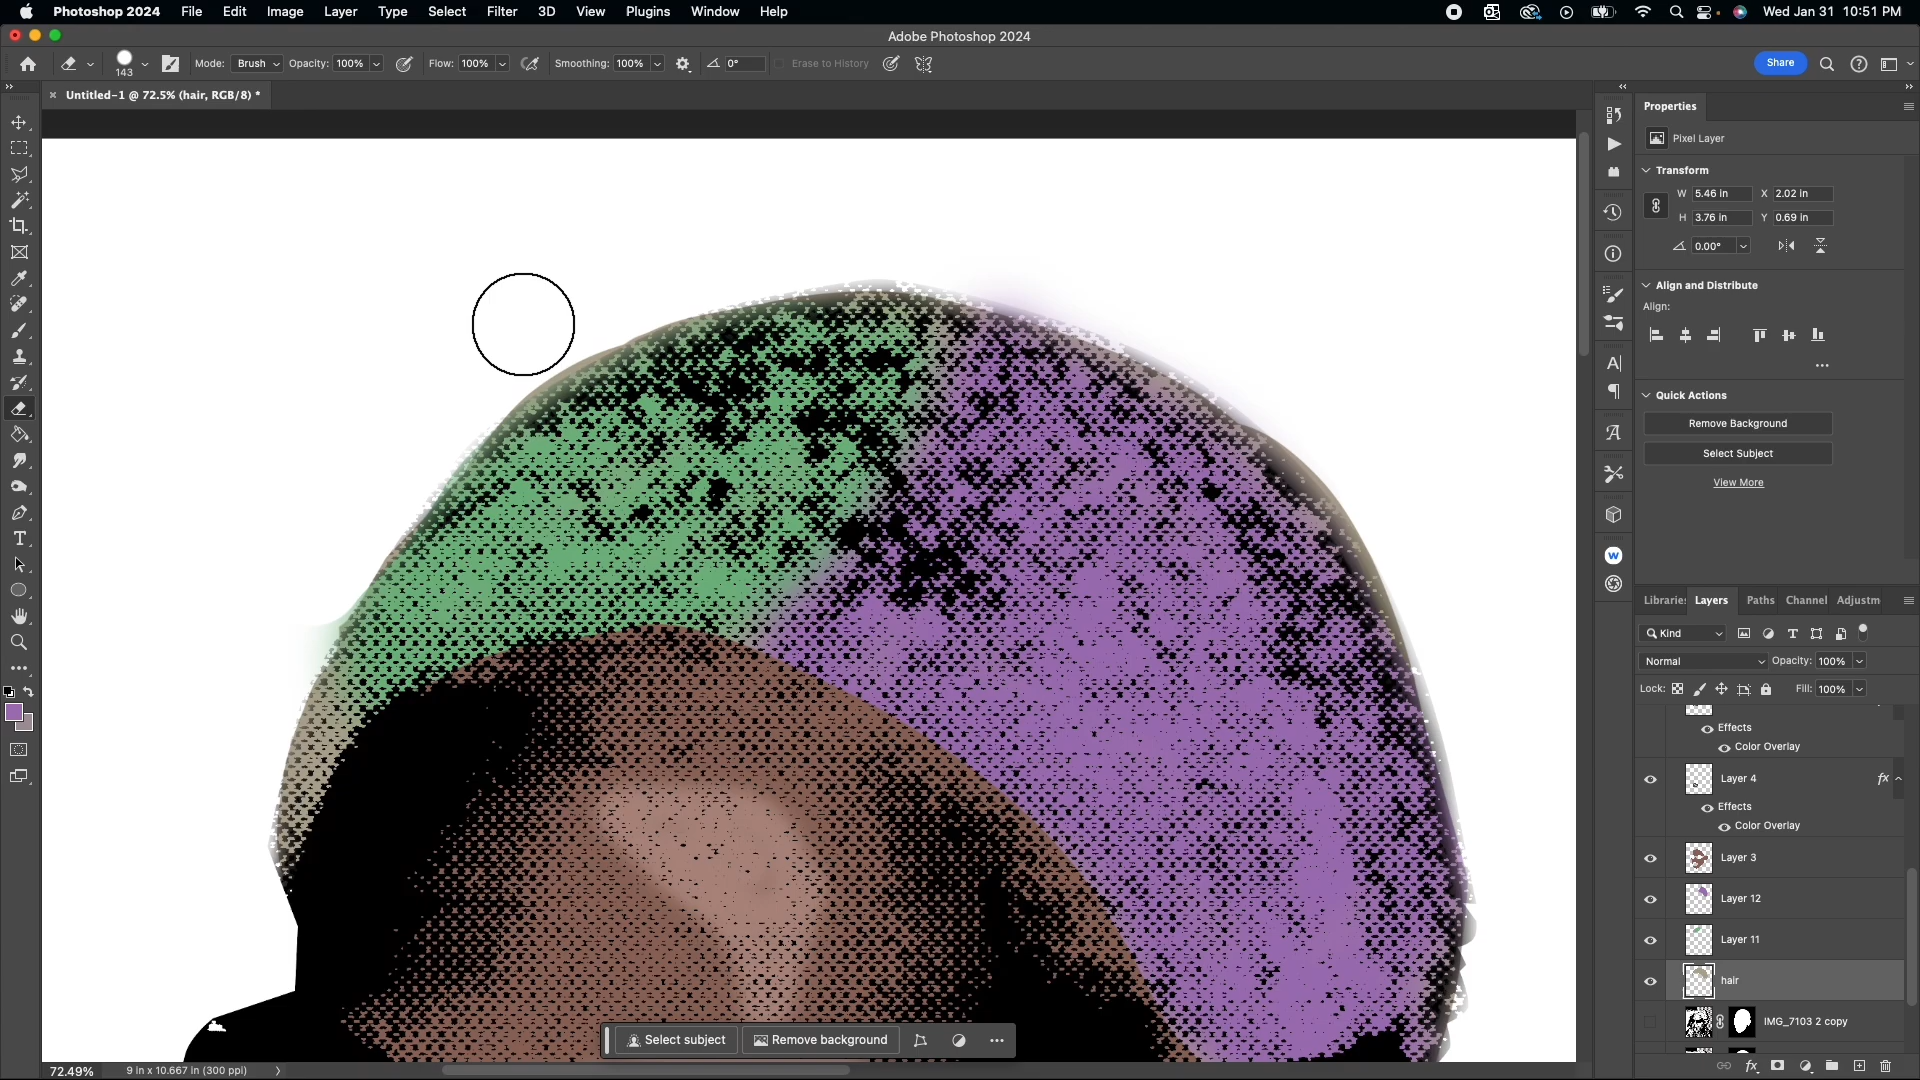 Photoshop 2024 File Edit Image Layer Type Select Filter 3D View Plugins Window Help Wed Jan 31 10:51 PM
Adobe Photoshop 2024
143 Mode: Brush Opacity: 100% Flow: 100% Smoothing: 100% 0° Erase to History Share
Untitled-1 @ 72.5% (hair, RGB/8) *
Properties
Pixel Layer
Transform
W 5.46 in X 2.02 in
H 3.76 in Y 0.69 in
0.00°
Align and Distribute
Align:
Quick Actions
Remove Background
Select Subject
View More
Libraries Layers Paths Channel Adjustm
Kind
Normal Opacity: 100%
Lock: Fill: 100%
Effects
Color Overlay
Layer 4 fx
Effects
Color Overlay
Layer 3
Layer 12
Layer 11
hair
IMG_7103 2 copy
Select subject Remove background
72.49% 9 in x 10.667 in (300 ppi)